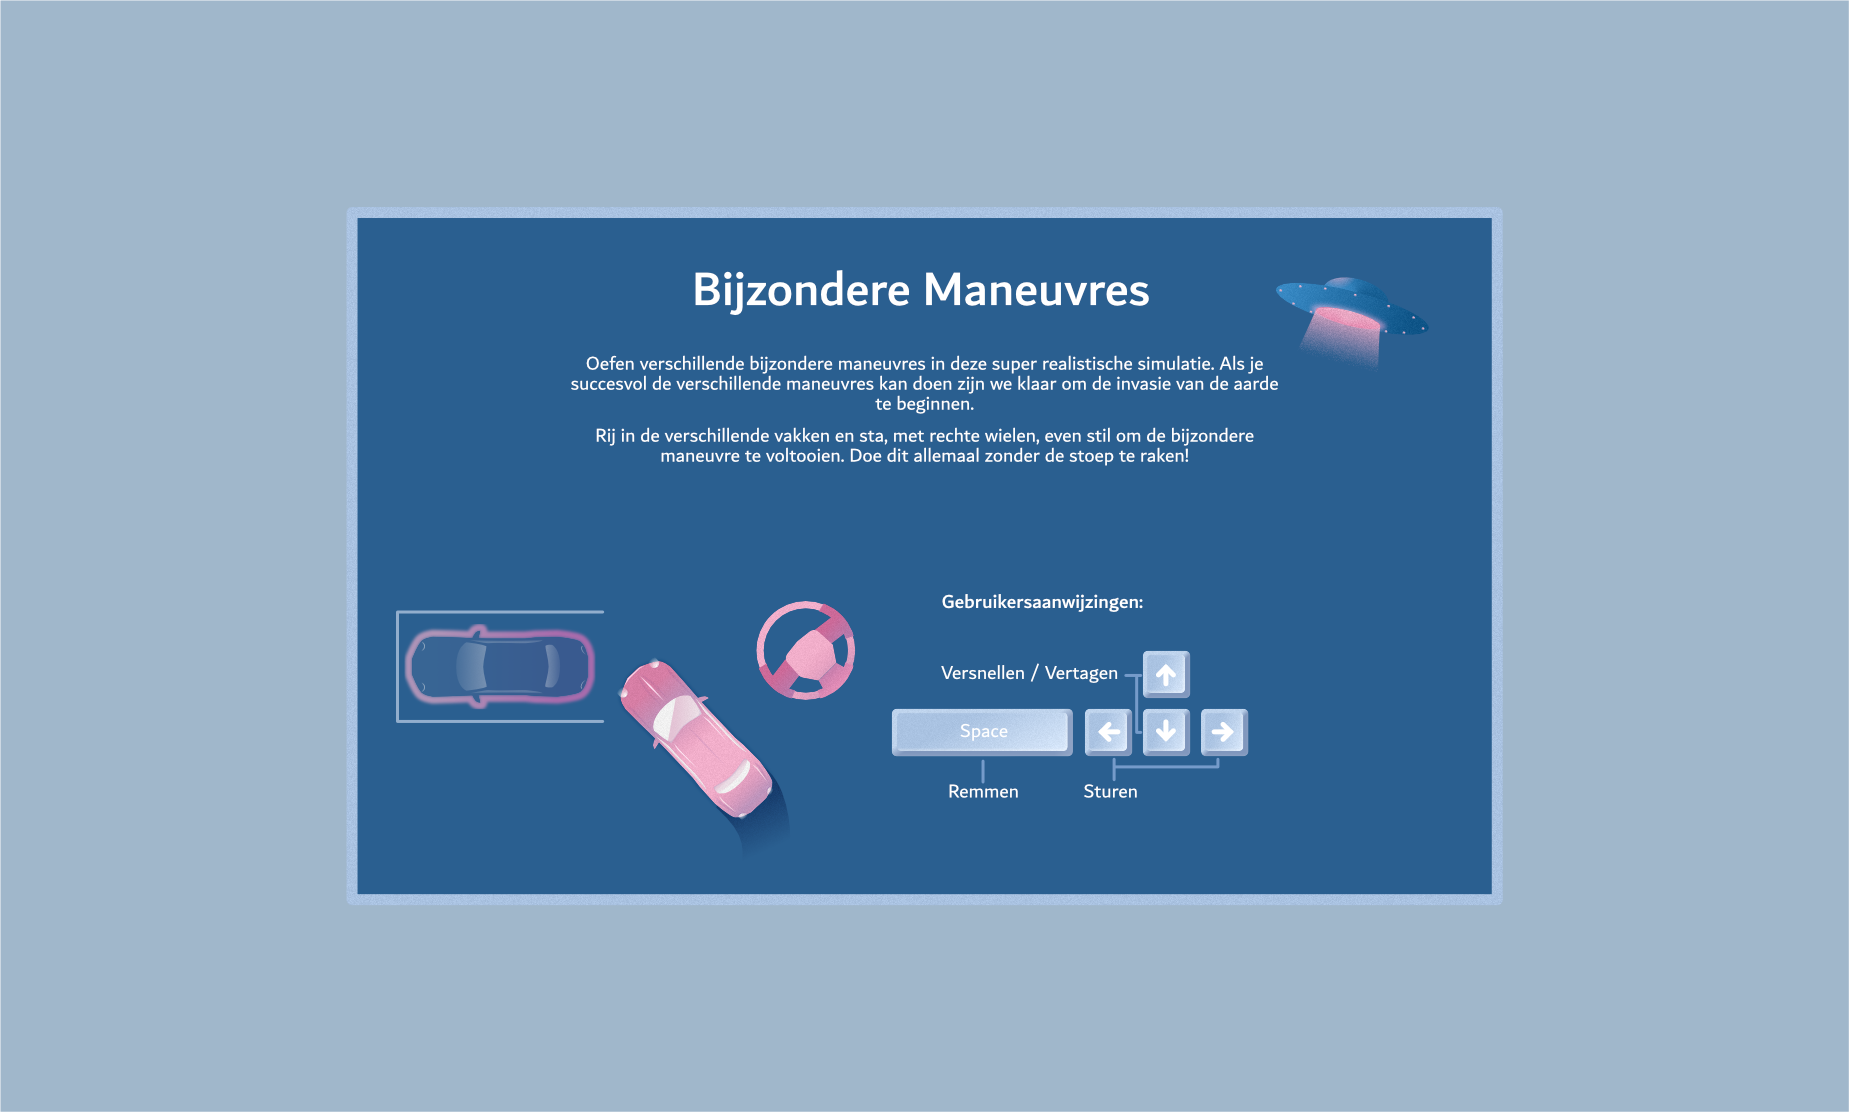 Bijzondere Maneuvres
Oefen verschillende bijzondere maneuvres in deze super realistische simulatie. Als je
succesvol de verschillende maneuvres kan doen zijn we klaar om de invasie van de aarde
te beginnen.
Rij in de verschillende vakken en sta, met rechte wielen, even stil om de bijzondere
maneuvre te voltooien. Doe dit allemaal zonder de stoep te raken!
Gebruikersaanwijzingen:
Versnellen / Vertagen
Space
Remmen
Sturen